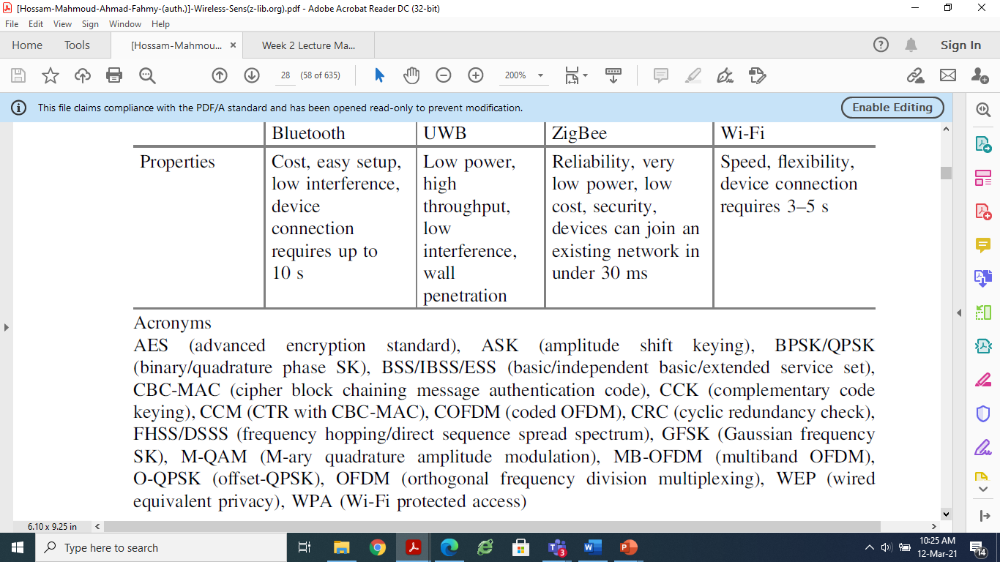 [Hossam-Mahmoud-Ahmad-Fahmy-(auth.)]-Wireless-Sens(z-lib.org).pdf - Adobe Acrobat Reader DC (32-bit)
File Edit View Sign Window Help
Home Tools [Hossam-Mahmou... × Week 2 Lecture Ma... Sign In
28 (58 of 635) 200%
This file claims compliance with the PDF/A standard and has been opened read-only to prevent modification. Enable Editing
Bluetooth UWB ZigBee Wi-Fi
Properties Cost, easy setup, Low power, Reliability, very Speed, flexibility,
low interference, high low power, low device connection
device throughput, cost, security, requires 3–5 s
connection low devices can join an
requires up to interference, existing network in
10 s wall under 30 ms
penetration
Acronyms
AES (advanced encryption standard), ASK (amplitude shift keying), BPSK/QPSK
(binary/quadrature phase SK), BSS/IBSS/ESS (basic/independent basic/extended service set),
CBC-MAC (cipher block chaining message authentication code), CCK (complementary code
keying), CCM (CTR with CBC-MAC), COFDM (coded OFDM), CRC (cyclic redundancy check),
FHSS/DSSS (frequency hopping/direct sequence spread spectrum), GFSK (Gaussian frequency
SK), M-QAM (M-ary quadrature amplitude modulation), MB-OFDM (multiband OFDM),
O-QPSK (offset-QPSK), OFDM (orthogonal frequency division multiplexing), WEP (wired
equivalent privacy), WPA (Wi-Fi protected access)
6.10 x 9.25 in
Type here to search
10:25 AM
12-Mar-21
3
14